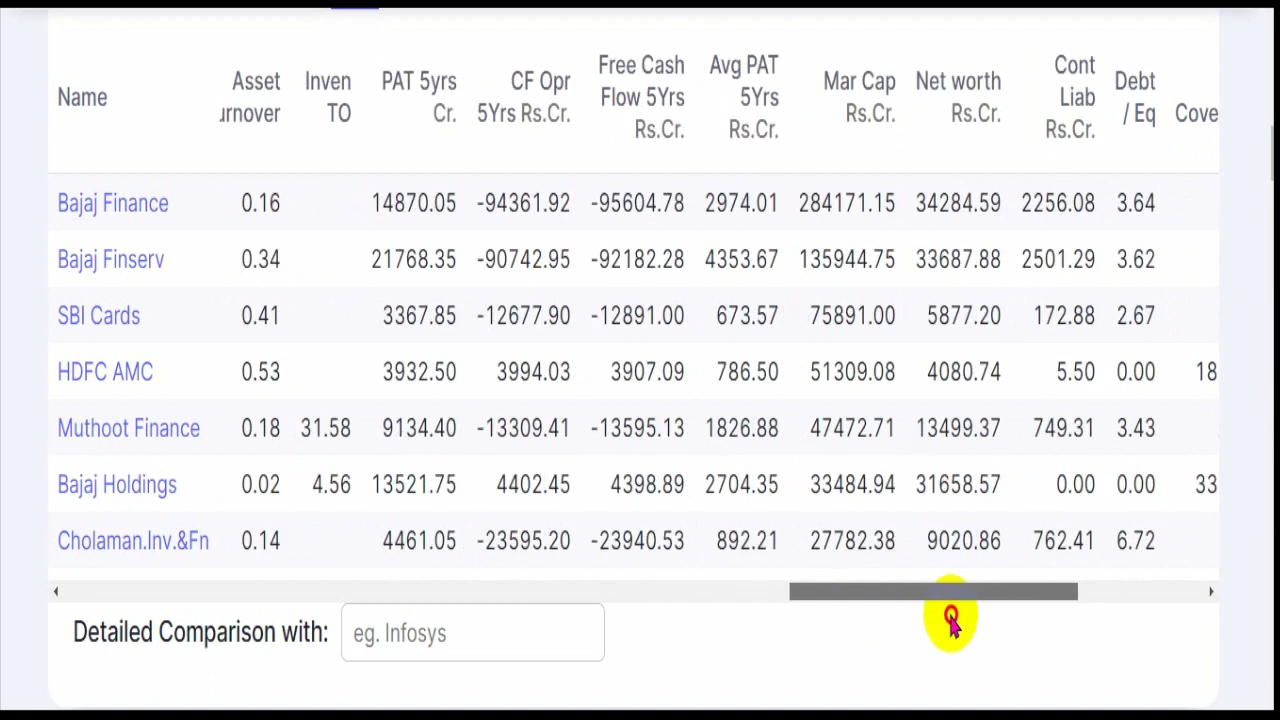 Name Asset urnover Inven TO PAT 5yrs Cr. CF Opr 5Yrs Rs.Cr. Free Cash Flow 5Yrs Rs.Cr. Avg PAT 5Yrs Rs.Cr. Mar Cap Rs.Cr. Net worth Rs.Cr. Cont Liab Rs.Cr. Debt / Eq Cove
Bajaj Finance 0.16 14870.05 -94361.92 -95604.78 2974.01 284171.15 34284.59 2256.08 3.64
Bajaj Finserv 0.34 21768.35 -90742.95 -92182.28 4353.67 135944.75 33687.88 2501.29 3.62
SBI Cards 0.41 3367.85 -12677.90 -12891.00 673.57 75891.00 5877.20 172.88 2.67
HDFC AMC 0.53 3932.50 3994.03 3907.09 786.50 51309.08 4080.74 5.50 0.00 18
Muthoot Finance 0.18 31.58 9134.40 -13309.41 -13595.13 1826.88 47472.71 13499.37 749.31 3.43
Bajaj Holdings 0.02 4.56 13521.75 4402.45 4398.89 2704.35 33484.94 31658.57 0.00 0.00 33
Cholaman.Inv.&Fn 0.14 4461.05 -23595.20 -23940.53 892.21 27782.38 9020.86 762.41 6.72
Detailed Comparison with: eg. Infosys